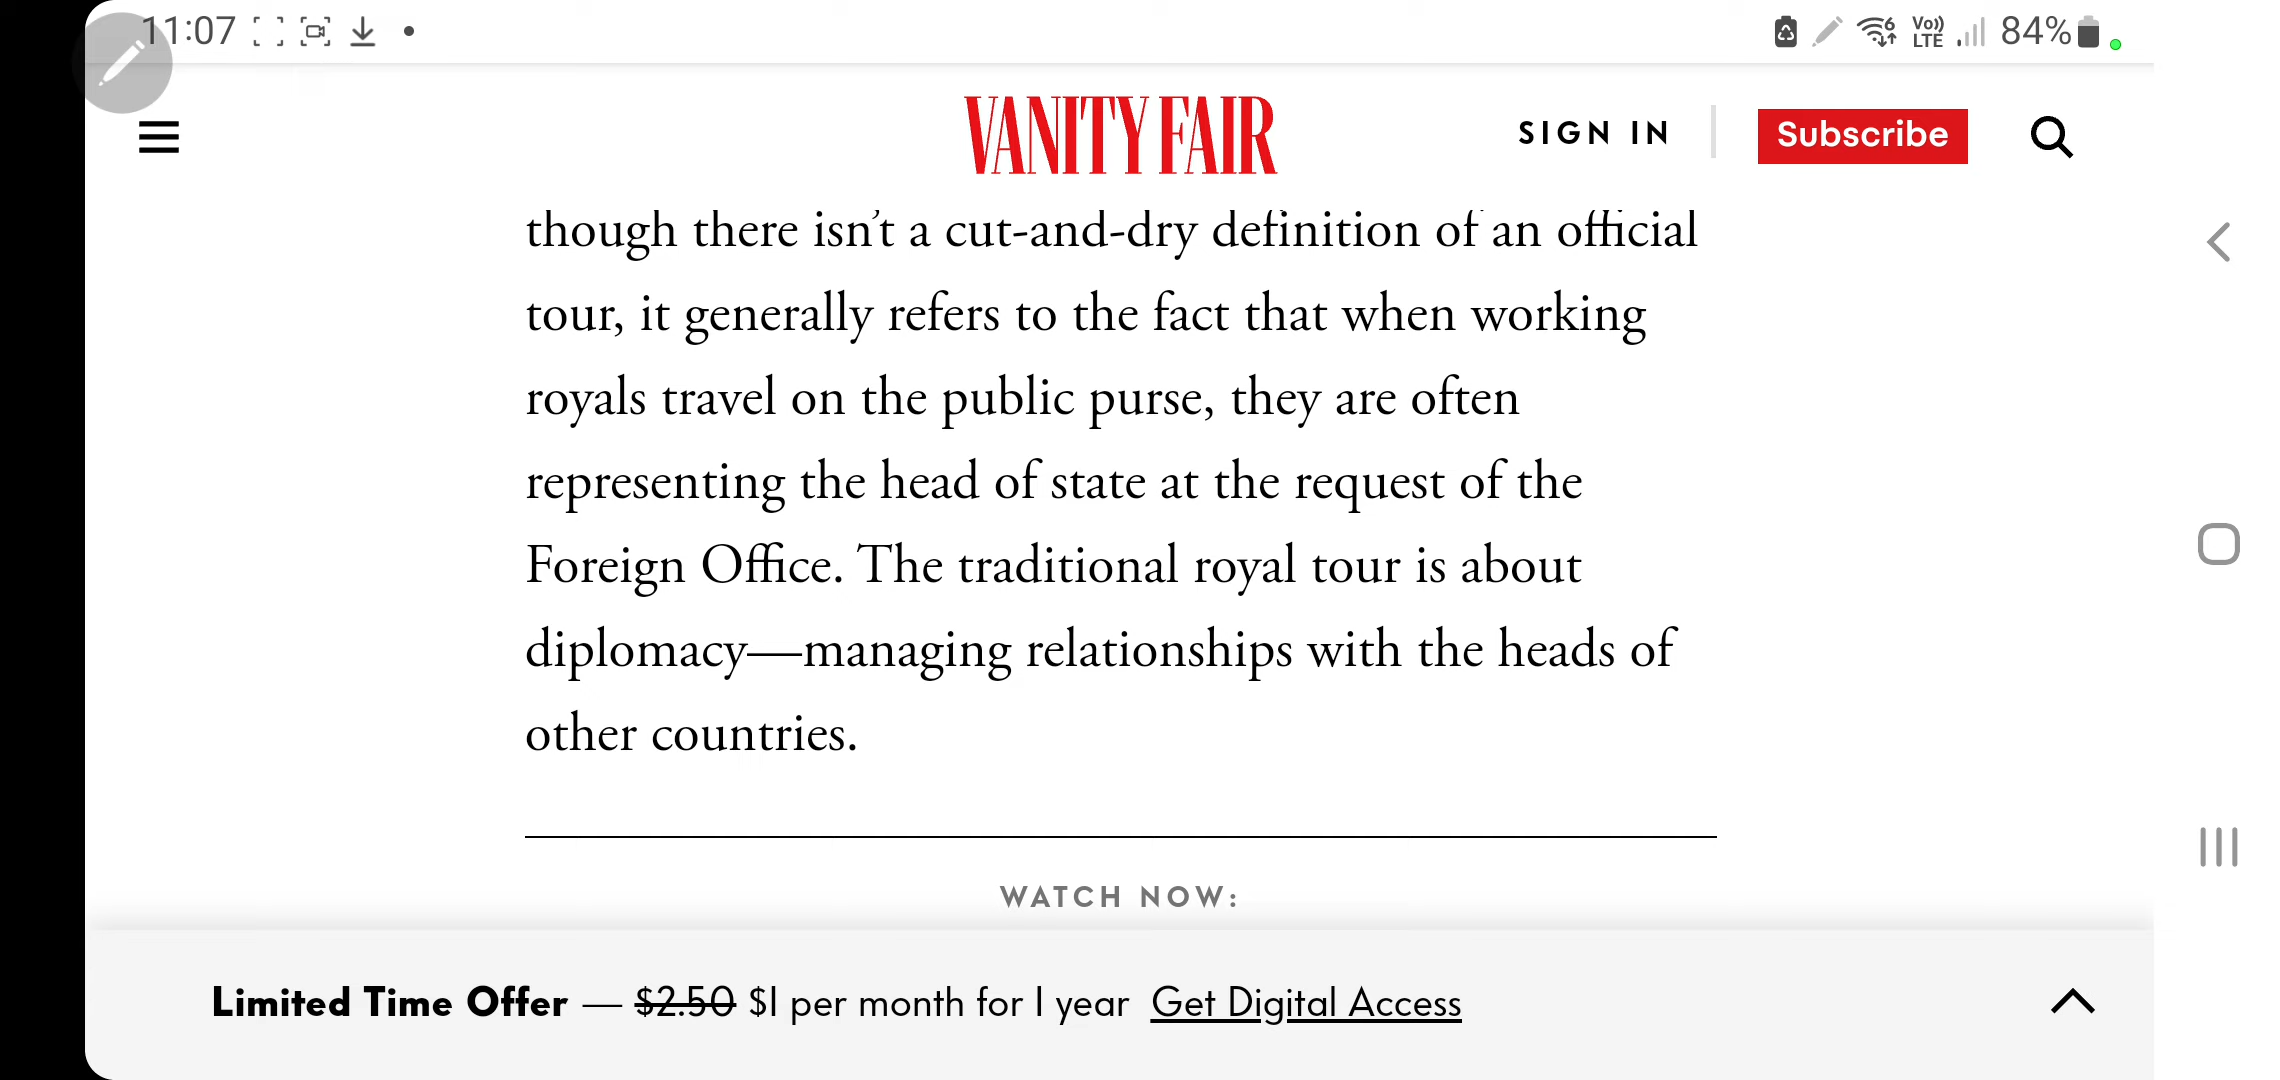 11:07
Vo)) LTE
84%
VANITY FAIR
SIGN IN
Subscribe
though there isn’t a cut-and-dry definition of an official
tour, it generally refers to the fact that when working
royals travel on the public purse, they are often
representing the head of state at the request of the
Foreign Office. The traditional royal tour is about
diplomacy—managing relationships with the heads of
other countries.
WATCH NOW:
Limited Time Offer — $2.50 $1 per month for 1 year Get Digital Access